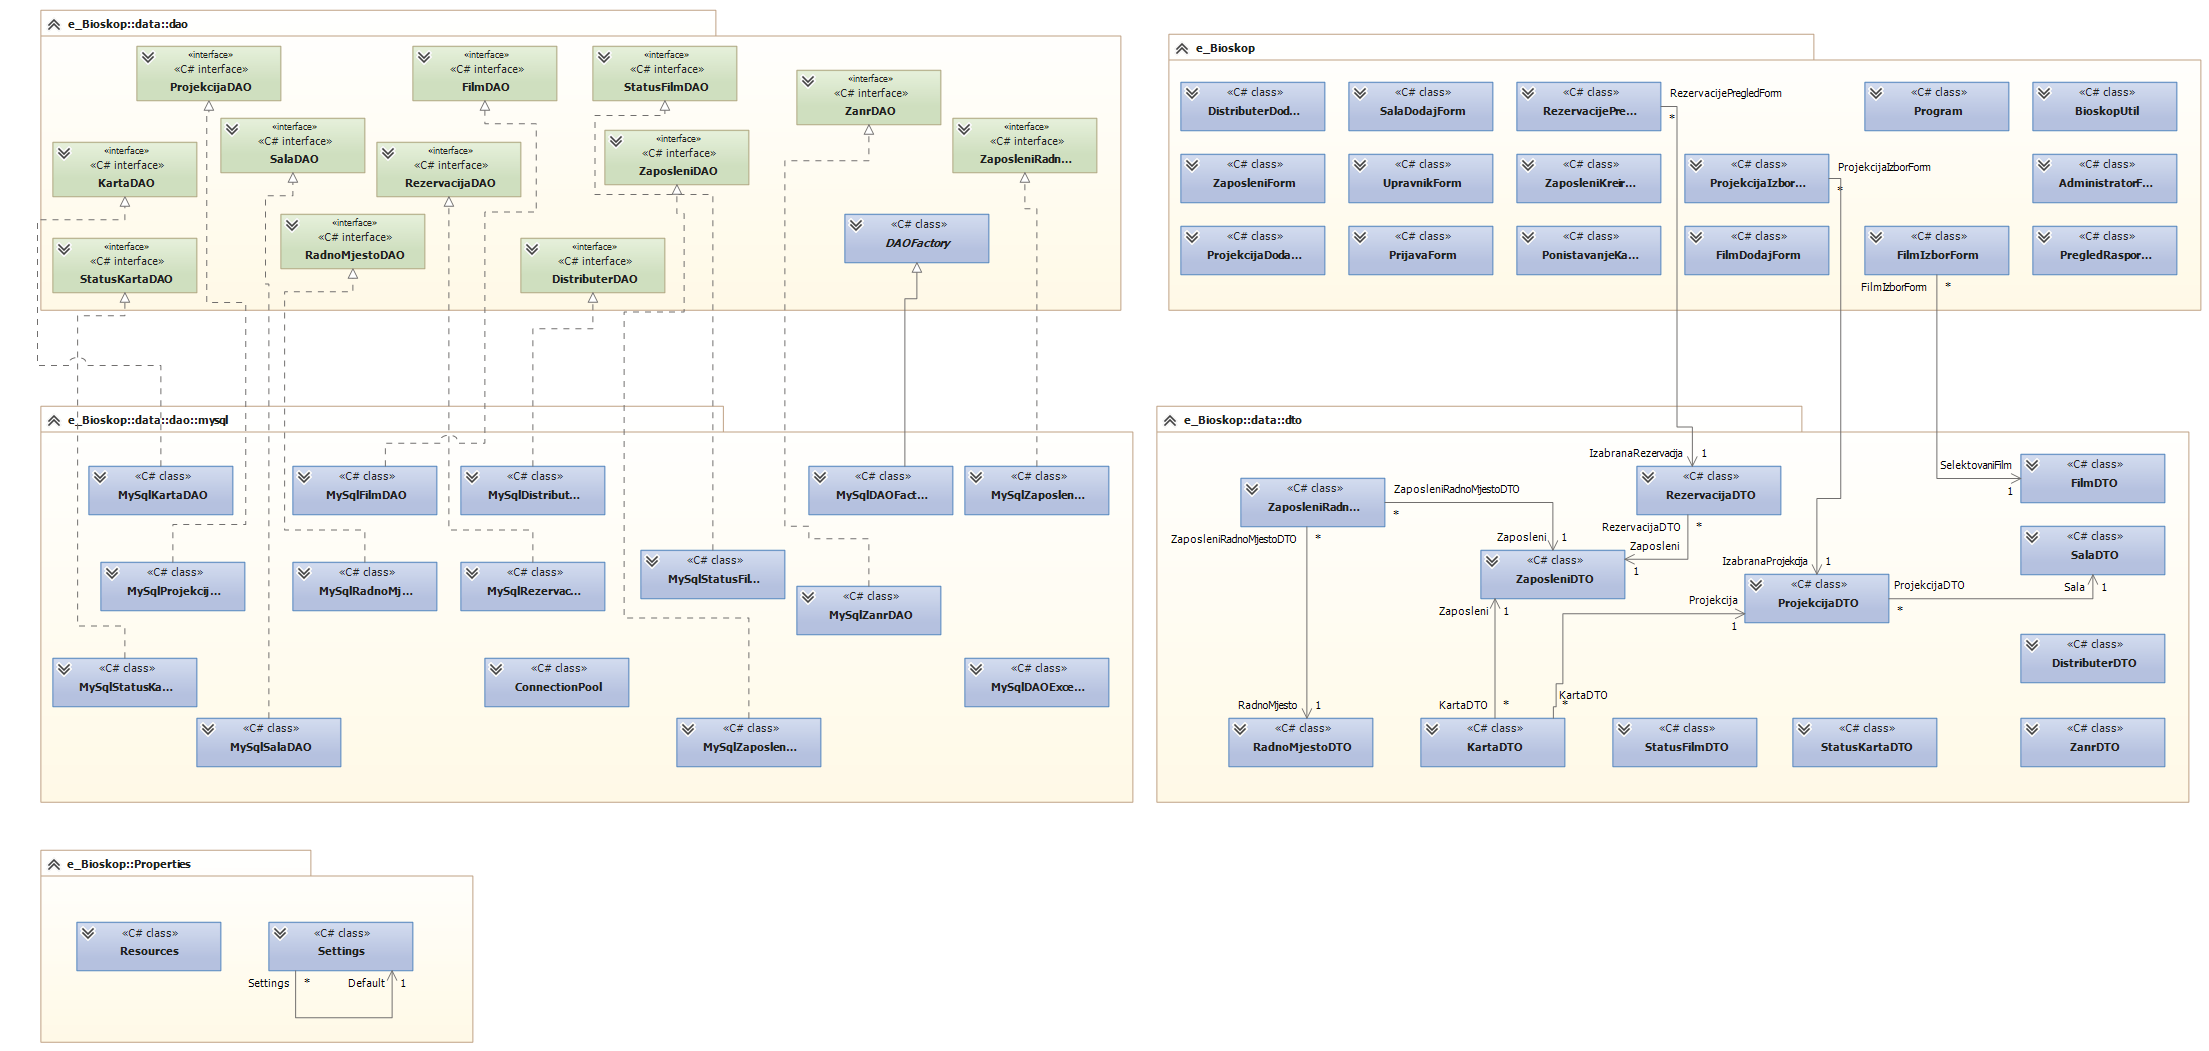 e_Bioskop::data::dao
«interface»
«C# interface»
ProjekcijaDAO
«interface»
«C# interface»
FilmDAO
«interface»
«C# interface»
StatusFilmDAO
«interface»
«C# interface»
ZanrDAO
«interface»
«C# interface»
SalaDAO
«interface»
«C# interface»
ZaposleniDAO
«interface»
«C# interface»
ZaposleniRadn...
«interface»
«C# interface»
KartaDAO
«interface»
«C# interface»
RezervacijaDAO
«interface»
«C# interface»
RadnoMjestoDAO
«C# class»
DAOFactory
«interface»
«C# interface»
StatusKartaDAO
«interface»
«C# interface»
DistributerDAO
e_Bioskop
«C# class»
DistributerDod...
«C# class»
SalaDodajForm
«C# class»
RezervacijePre...
RezervacijePregledForm
*
«C# class»
Program
«C# class»
BioskopUtil
«C# class»
ZaposleniForm
«C# class»
UpravnikForm
«C# class»
ZaposleniKreir...
«C# class»
ProjekcijaIzbor...
ProjekcijaIzborForm
*
«C# class»
AdministratorF...
«C# class»
ProjekcijaDoda...
«C# class»
PrijavaForm
«C# class»
PonistavanjeKa...
«C# class»
FilmDodajForm
«C# class»
FilmIzborForm
«C# class»
PregledRaspor...
FilmIzborForm
*
e_Bioskop::data::dao::mysql
«C# class»
MySqlKartaDAO
«C# class»
MySqlFilmDAO
«C# class»
MySqlDistribut...
«C# class»
MySqlDAOFact...
«C# class»
MySqlZaposlen...
«C# class»
MySqlProjekcij...
«C# class»
MySqlRadnoMj...
«C# class»
MySqlRezervac...
«C# class»
MySqlStatusFil...
«C# class»
MySqlZanrDAO
«C# class»
MySqlStatusKa...
«C# class»
ConnectionPool
«C# class»
MySqlDAOExce...
«C# class»
MySqlSalaDAO
«C# class»
MySqlZaposlen...
e_Bioskop::data::dto
IzabranaRezervacija
1
«C# class»
RezervacijaDTO
SelektovaniFilm
1
«C# class»
FilmDTO
«C# class»
ZaposleniRadn...
ZaposleniRadnoMjestoDTO
*
ZaposleniRadnoMjestoDTO
*
Zaposleni
1
RezervacijaDTO
*
Zaposleni
1
«C# class»
SalaDTO
«C# class»
ZaposleniDTO
IzabranaProjekcija
1
«C# class»
ProjekcijaDTO
ProjekcijaDTO
*
Sala
1
Zaposleni
1
Projekcija
1
«C# class»
DistributerDTO
RadnoMjesto
1
KartaDTO
*
KartaDTO
*
«C# class»
RadnoMjestoDTO
«C# class»
KartaDTO
«C# class»
StatusFilmDTO
«C# class»
StatusKartaDTO
«C# class»
ZanrDTO
e_Bioskop::Properties
«C# class»
Resources
«C# class»
Settings
Settings
*
Default
1